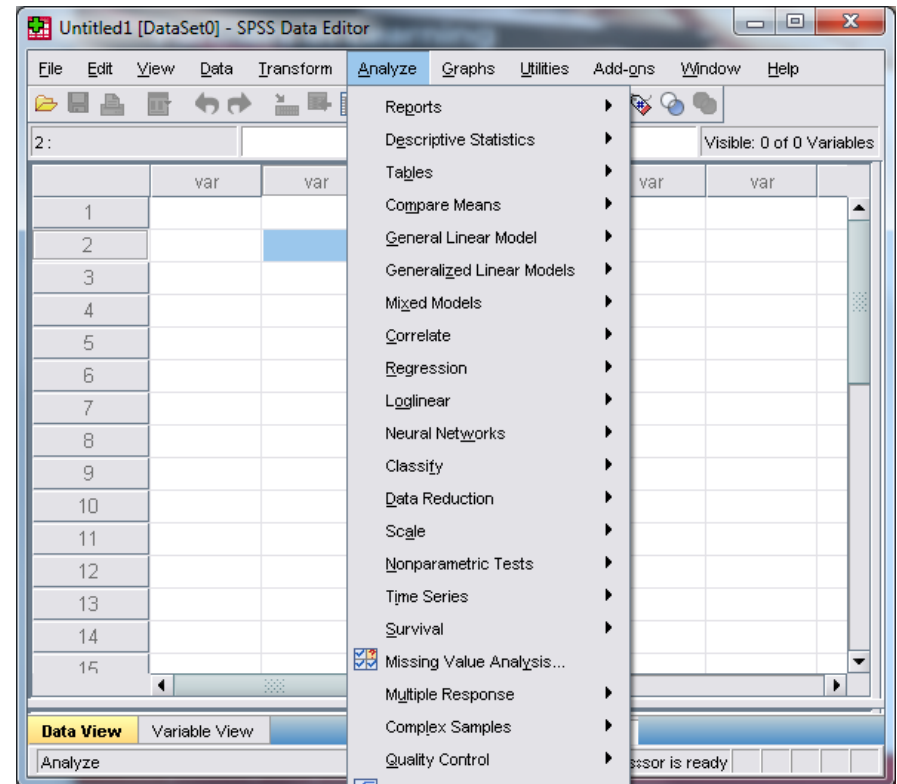 Untitled1 [DataSet0] - SPSS Data Editor
File Edit View Data Transform Analyze Graphs Utilities Add-ons Window Help
2 : Visible: 0 of 0 Variables
var var var var
1
2
3
4
5
6
7
8
9
10
11
12
13
14
15
Reports
Descriptive Statistics
Tables
Compare Means
General Linear Model
Generalized Linear Models
Mixed Models
Correlate
Regression
Loglinear
Neural Networks
Classify
Data Reduction
Scale
Nonparametric Tests
Time Series
Survival
Missing Value Analysis...
Multiple Response
Complex Samples
Quality Control
Data View Variable View
Analyze is ready